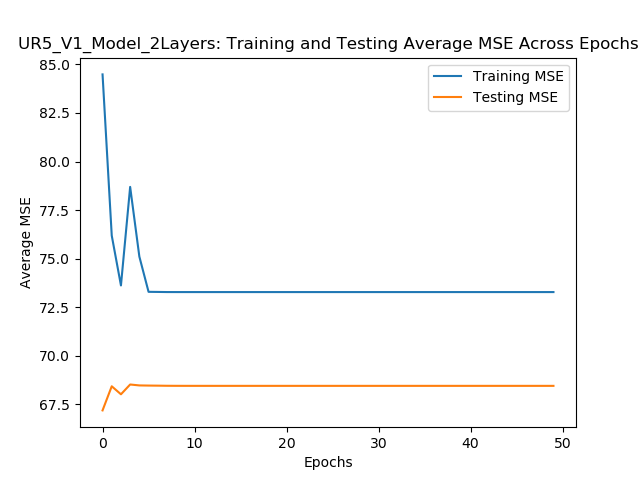 UR5_V1_Model_2Layers: Training and Testing Average MSE Across Epochs
Training MSE
Testing MSE
85.0
82.5
80.0
77.5
75.0
72.5
70.0
67.5
Average MSE
0 10 20 30 40 50
Epochs